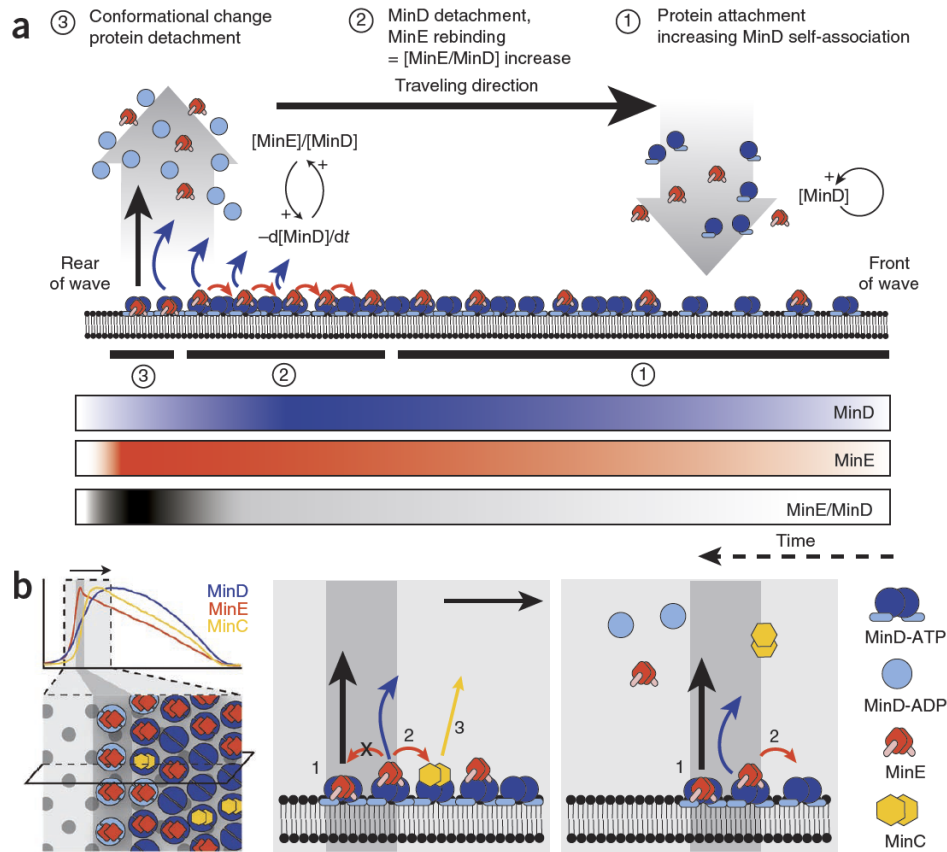 a
③ Conformational change
protein detachment
② MinD detachment,
MinE rebinding
= [MinE/MinD] increase
① Protein attachment
increasing MinD self-association
Traveling direction
[MinE]/[MinD]
+
+
–d[MinD]/dt
+
[MinD]
Rear
of wave
Front
of wave
③
②
①
MinD
MinE
MinE/MinD
Time
b
MinD
MinE
MinC
1
X
2
3
1
2
MinD-ATP
MinD-ADP
MinE
MinC